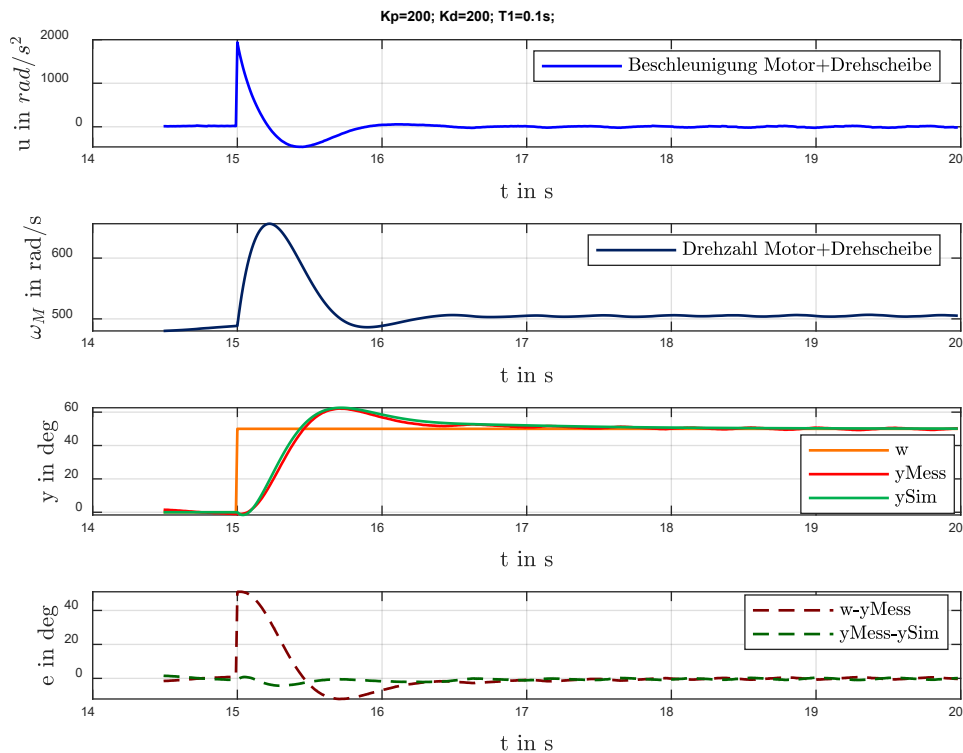 Kp=200; Kd=200; T1=0.1s;
u in rad/s²
2000
1000
0
Beschleunigung Motor+Drehscheibe
14 15 16 17 18 19 20
t in s
ω_M in rad/s
600
500
Drehzahl Motor+Drehscheibe
14 15 16 17 18 19 20
t in s
y in deg
60
40
20
0
w
yMess
ySim
14 15 16 17 18 19 20
t in s
e in deg
40
20
0
w-yMess
yMess-ySim
14 15 16 17 18 19 20
t in s